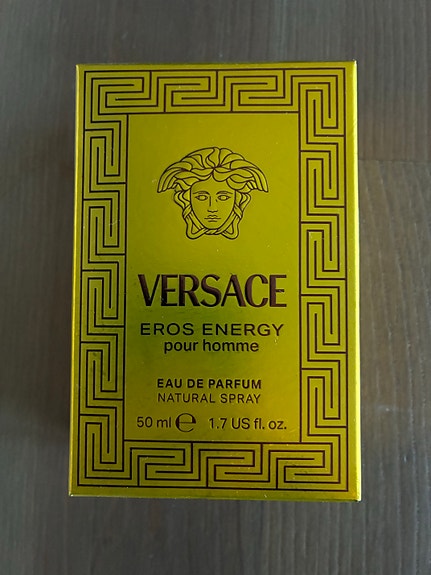 VERSACE
EROS ENERGY
pour homme
EAU DE PARFUM
NATURAL SPRAY
50 ml ℮ 1.7 US fl. oz.